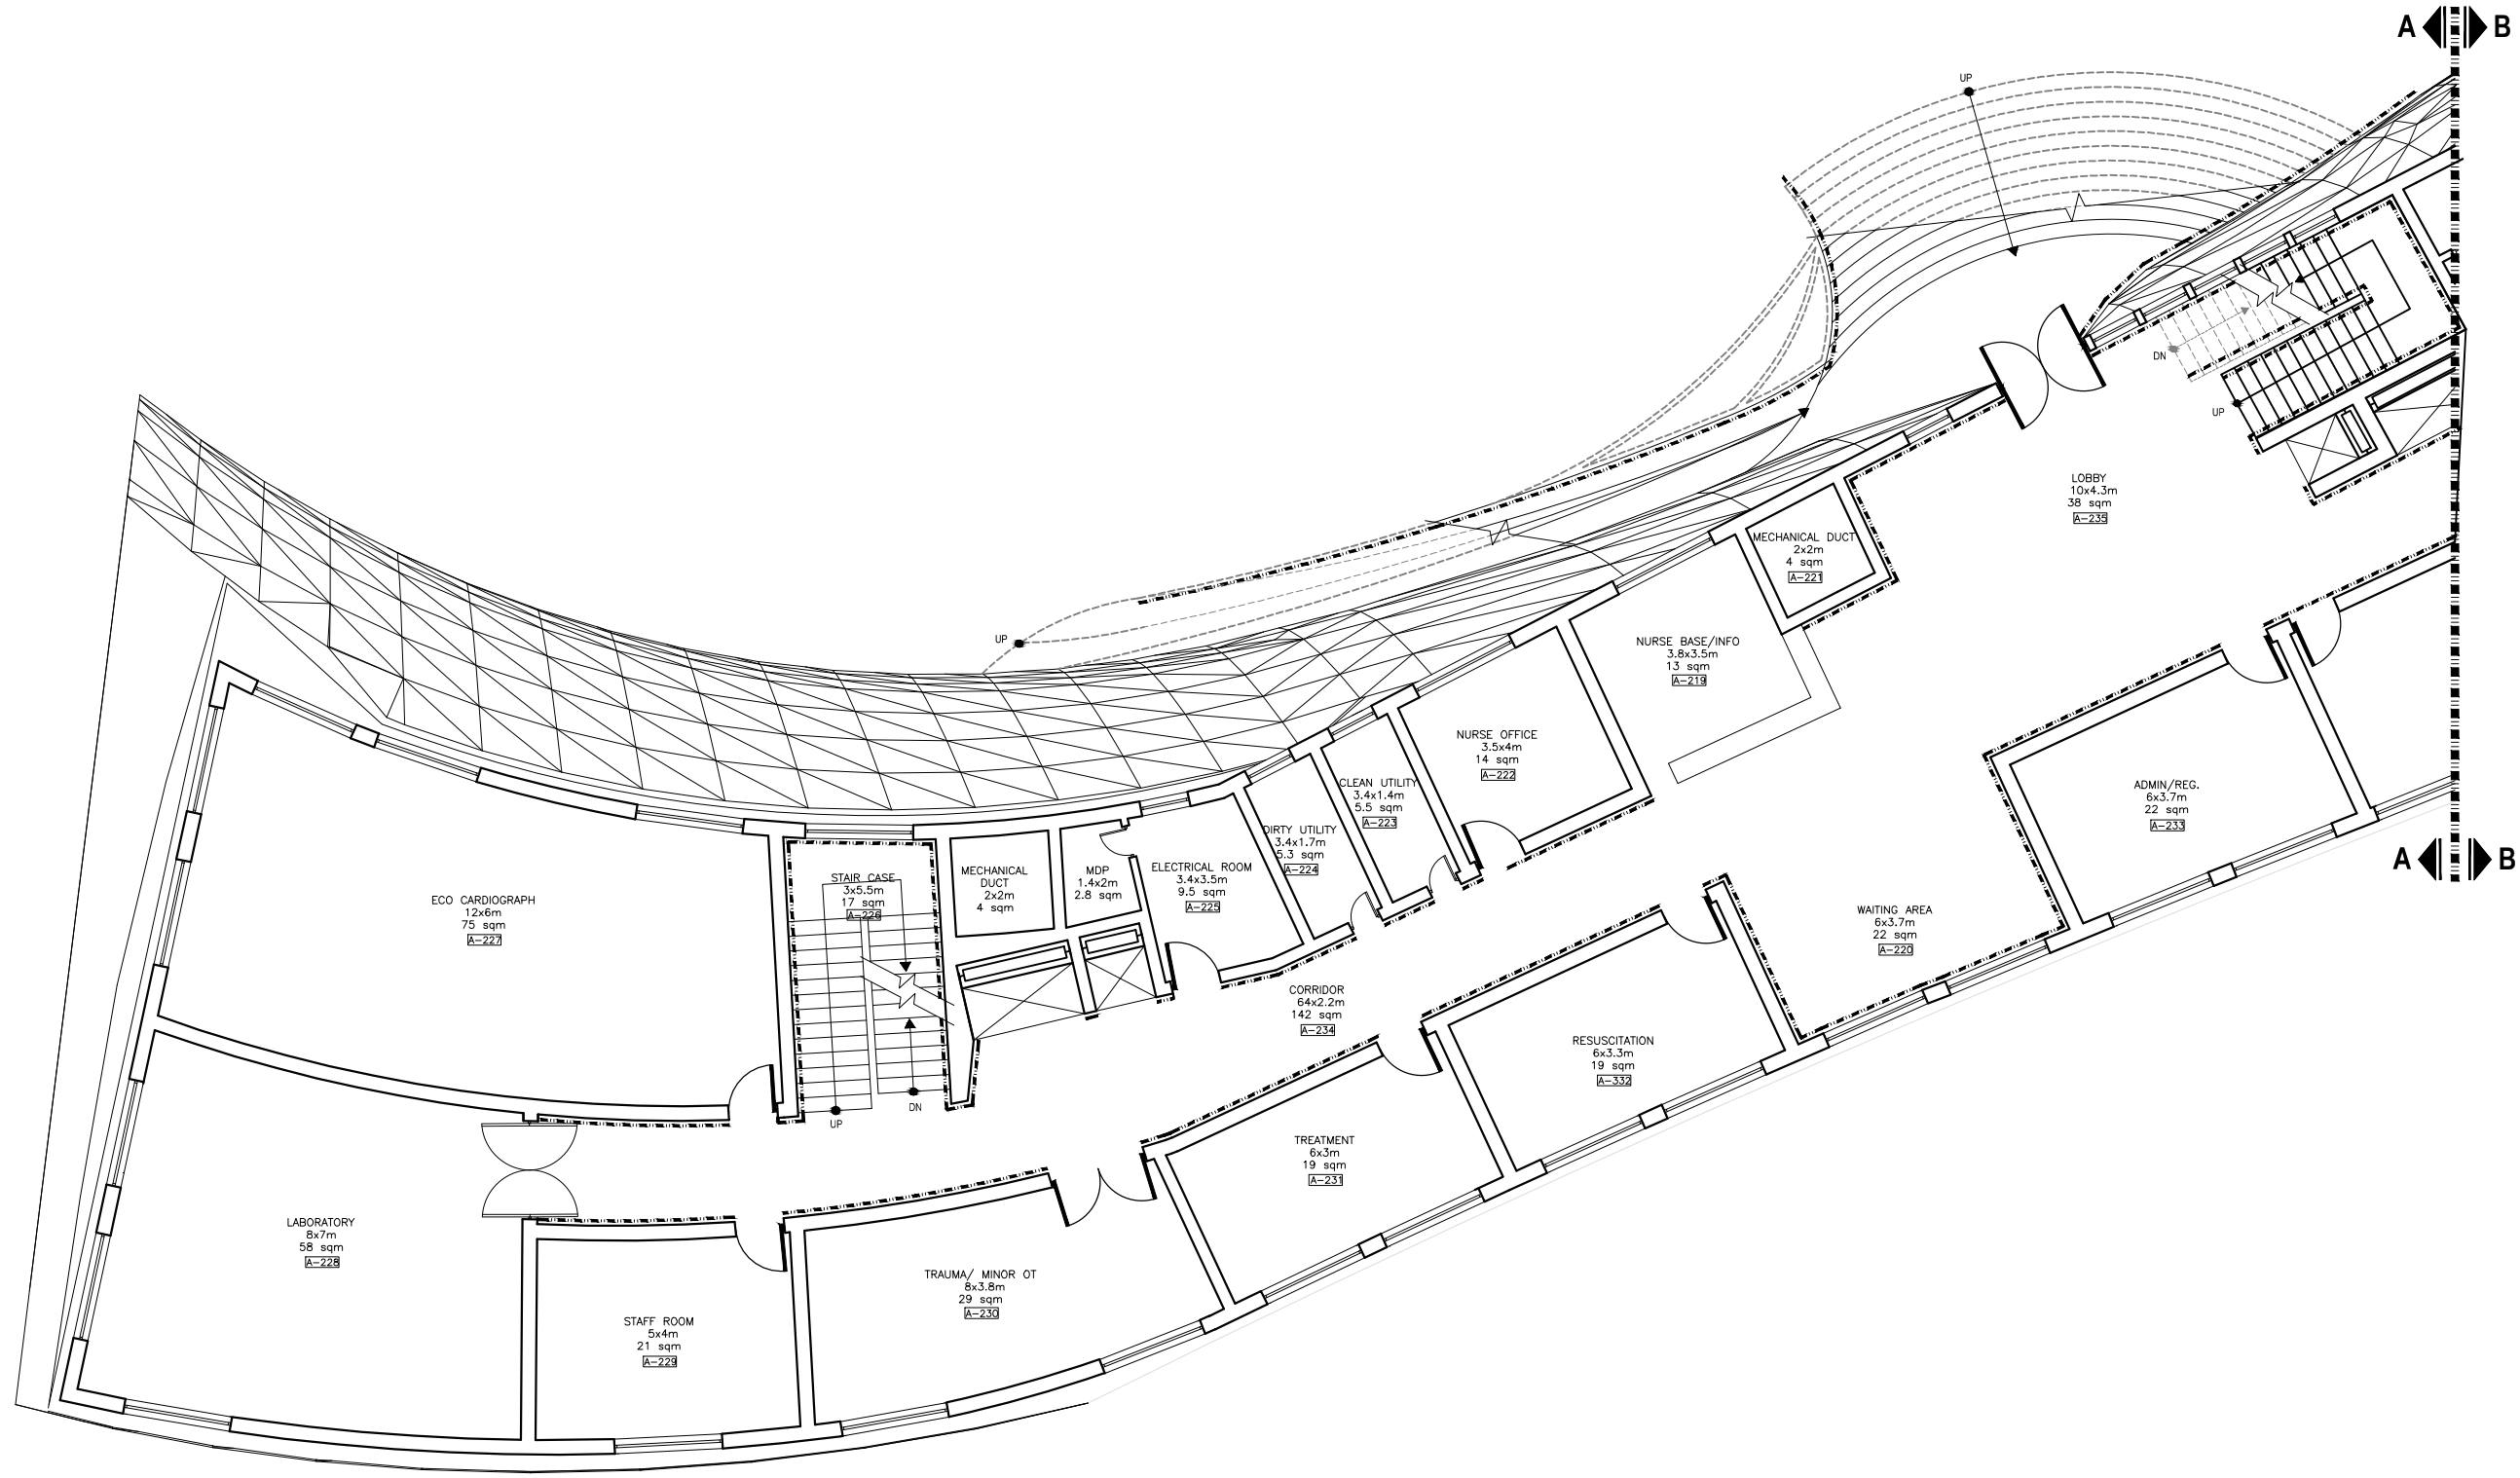 A B
UP
DN
UP
LOBBY
10x4.3m
38 sqm
A-235
MECHANICAL DUCT
2x2m
4 sqm
A-221
UP
NURSE BASE/INFO
3.8x3.5m
13 sqm
A-219
NURSE OFFICE
3.5x4m
14 sqm
A-222
CLEAN UTILITY
3.4x1.4m
5.5 sqm
A-223
DIRTY UTILITY
3.4x1.7m
5.3 sqm
A-224
ADMIN/REG.
6x3.7m
22 sqm
A-233
A B
ECO CARDIOGRAPH
12x6m
75 sqm
A-227
STAIR CASE
3x5.5m
17 sqm
A-226
MECHANICAL
DUCT
2x2m
4 sqm
MDP
1.4x2m
2.8 sqm
ELECTRICAL ROOM
3.4x3.5m
9.5 sqm
A-225
WAITING AREA
6x3.7m
22 sqm
A-220
CORRIDOR
64x2.2m
142 sqm
A-234
RESUSCITATION
6x3.3m
19 sqm
A-332
DN
UP
TREATMENT
6x3m
19 sqm
A-231
LABORATORY
8x7m
58 sqm
A-228
TRAUMA/ MINOR OT
8x3.8m
29 sqm
A-230
STAFF ROOM
5x4m
21 sqm
A-229